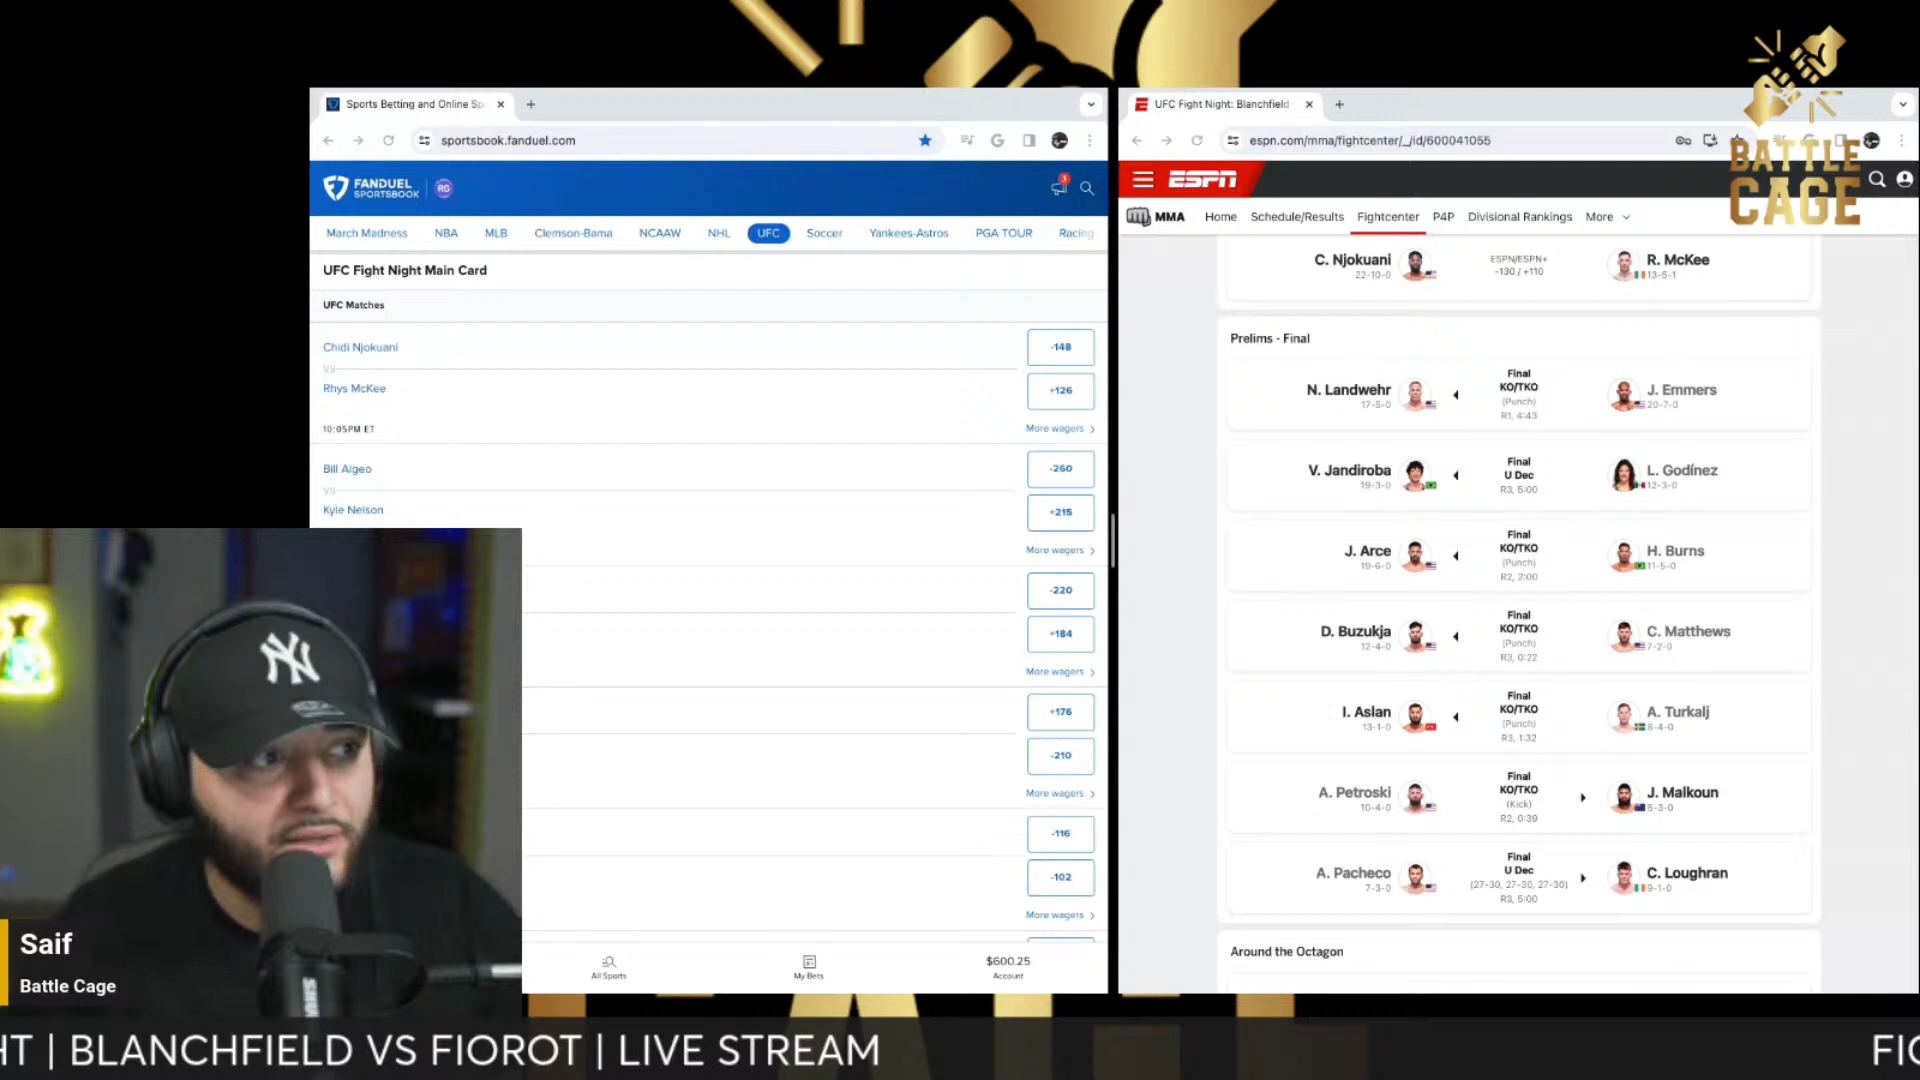 Sports Betting and Online Sp
sportsbook.fanduel.com
FANDUEL
SPORTSBOOK
RG
3
March Madness NBA MLB Clemson-Bama NCAAW NHL UFC Soccer Yankees-Astros PGA TOUR Racing
UFC Fight Night Main Card
UFC Matches
Chidi Njokuani
-148
VS
Rhys McKee
+126
10:05PM ET
More wagers
Bill Algeo
-260
VS
Kyle Nelson
+215
More wagers
-220
+184
More wagers
+176
-210
More wagers
-116
-102
More wagers
All Sports
My Bets
$600.25
Account
UFC Fight Night: Blanchfield
espn.com/mma/fightcenter/_/id/600041055
BATTLE
CAGE
ESPN
MMA Home Schedule/Results Fightcenter P4P Divisional Rankings More
C. Njokuani
22-10-0
ESPN/ESPN+
-130 / +110
R. McKee
13-5-1
Prelims - Final
N. Landwehr
17-5-0
Final
KO/TKO
(Punch)
R1, 4:43
J. Emmers
20-7-0
V. Jandiroba
19-3-0
Final
U Dec
R3, 5:00
L. Godínez
12-3-0
J. Arce
19-6-0
Final
KO/TKO
(Punch)
R2, 2:00
H. Burns
11-5-0
D. Buzukja
12-4-0
Final
KO/TKO
(Punch)
R3, 0:22
C. Matthews
7-2-0
I. Aslan
13-1-0
Final
KO/TKO
(Punch)
R3, 1:32
A. Turkalj
8-4-0
A. Petroski
10-4-0
Final
KO/TKO
(Kick)
R2, 0:39
J. Malkoun
8-3-0
A. Pacheco
7-3-0
Final
U Dec
(27-30, 27-30, 27-30)
R3, 5:00
C. Loughran
9-1-0
Around the Octagon
NY
SHURE
Saif
Battle Cage
HT | BLANCHFIELD VS FIOROT | LIVE STREAM
FIO